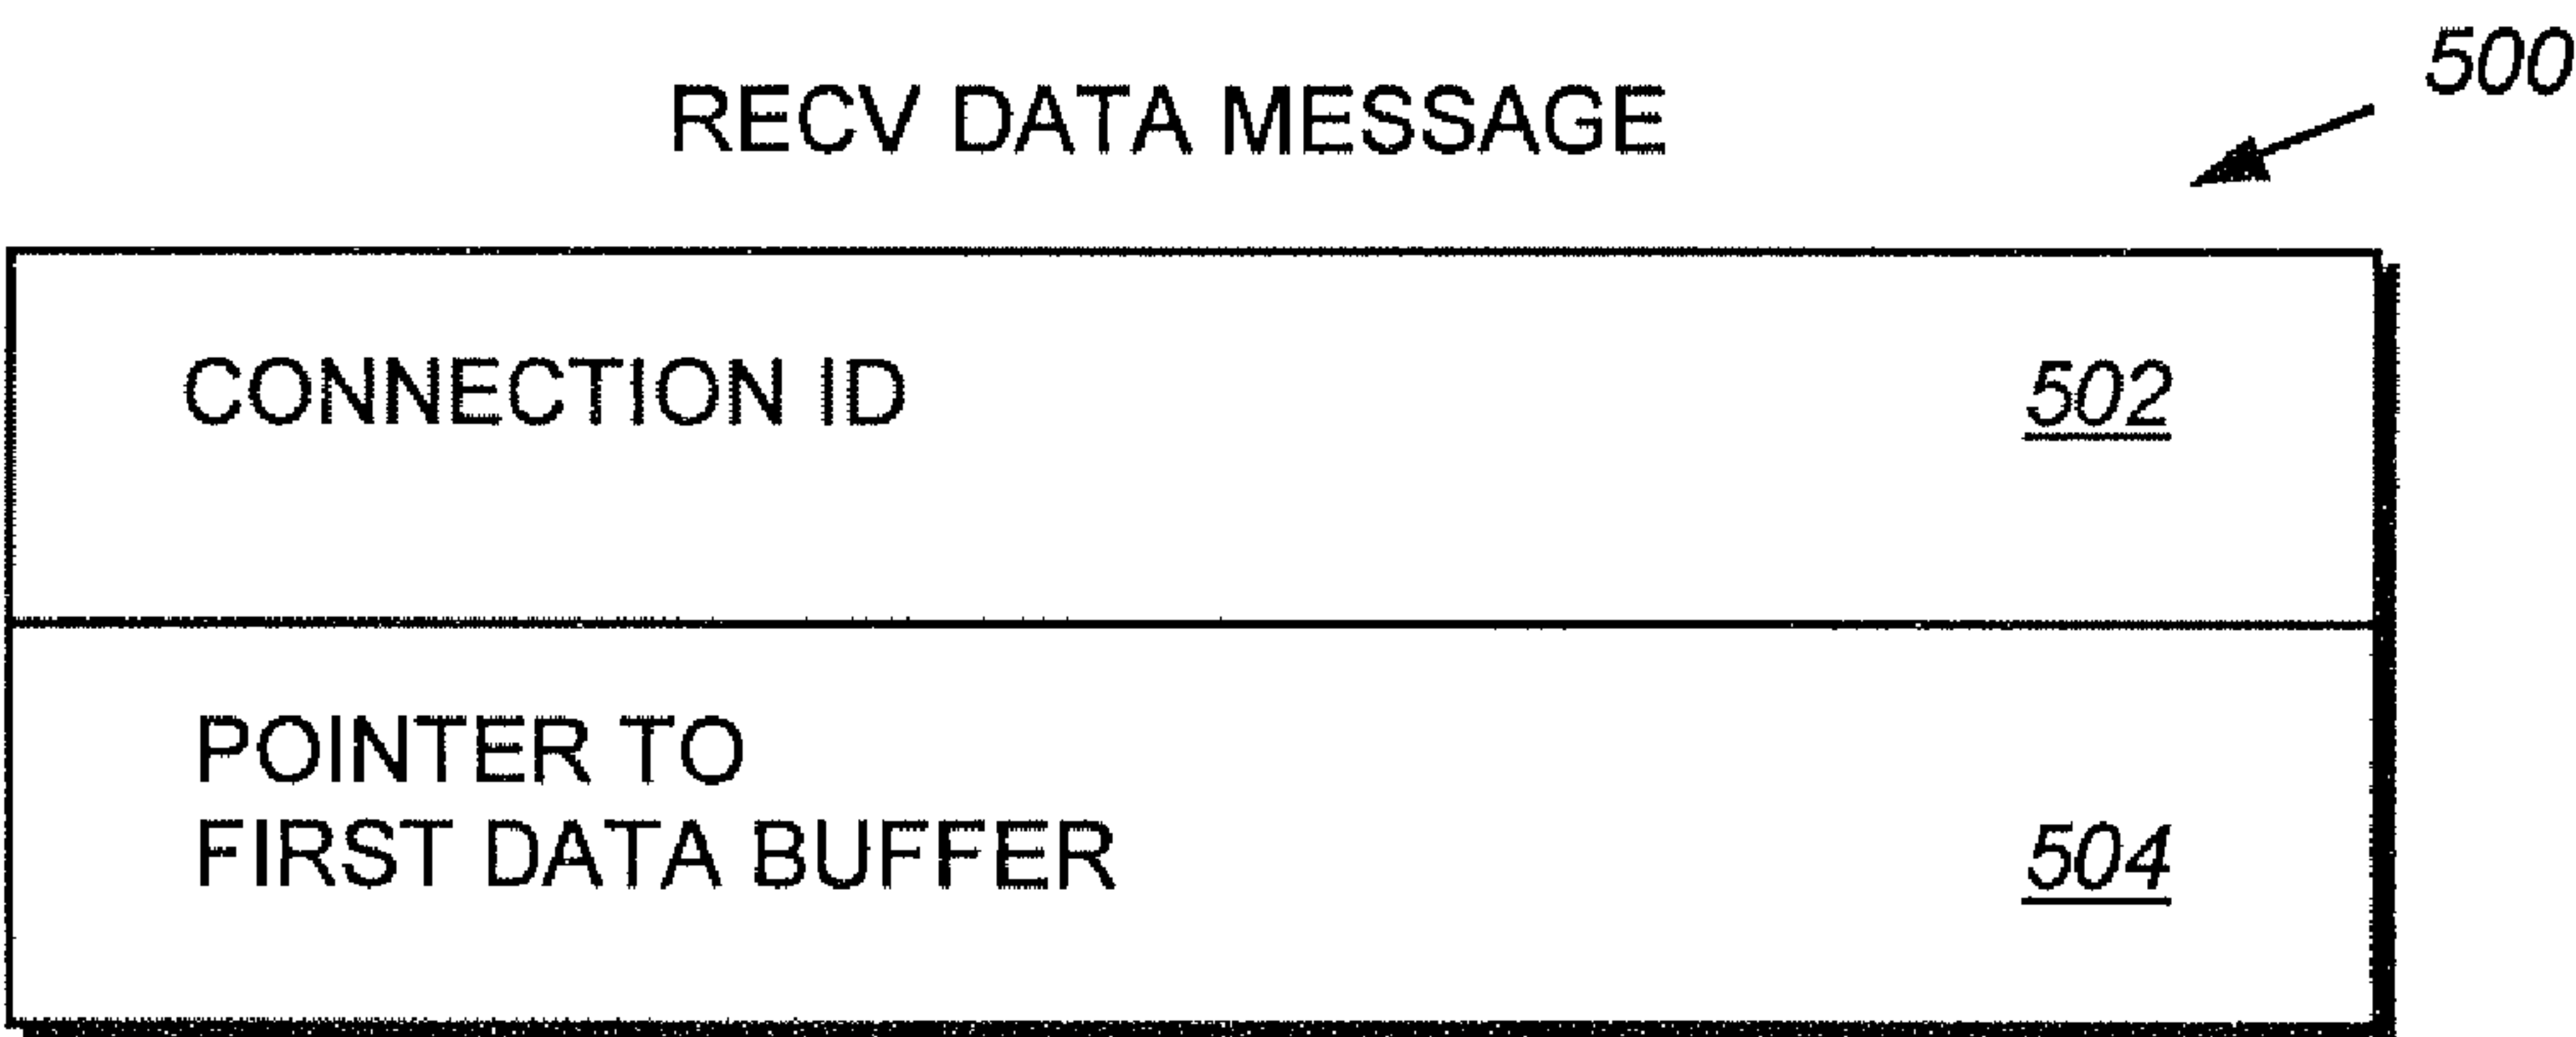 500
RECV DATA MESSAGE
CONNECTION ID 502
POINTER TO
FIRST DATA BUFFER 504